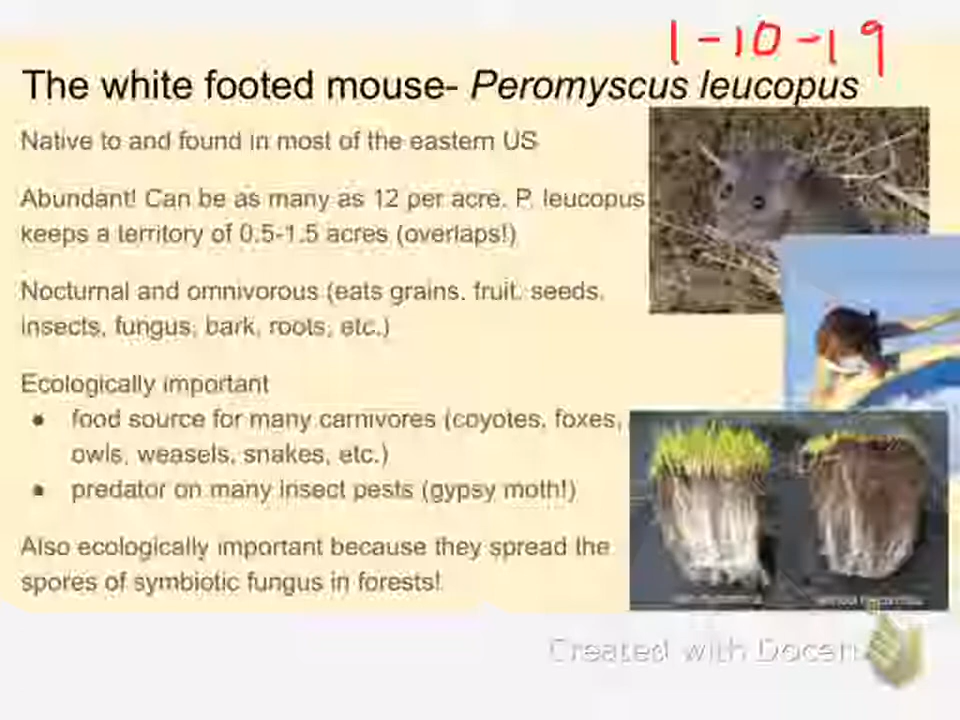 1-10-19
The white footed mouse- Peromyscus leucopus
Native to and found in most of the eastern US
Abundant! Can be as many as 12 per acre. P. leucopus
keeps a territory of 0.5-1.5 acres (overlaps!)
Nocturnal and omnivorous (eats grains, fruit, seeds,
insects, fungus, bark, roots, etc.)
Ecologically important
● food source for many carnivores (coyotes, foxes,
owls, weasels, snakes, etc.)
● predator on many insect pests (gypsy moth!)
Also ecologically important because they spread the
spores of symbiotic fungus in forests!
Created with Docer